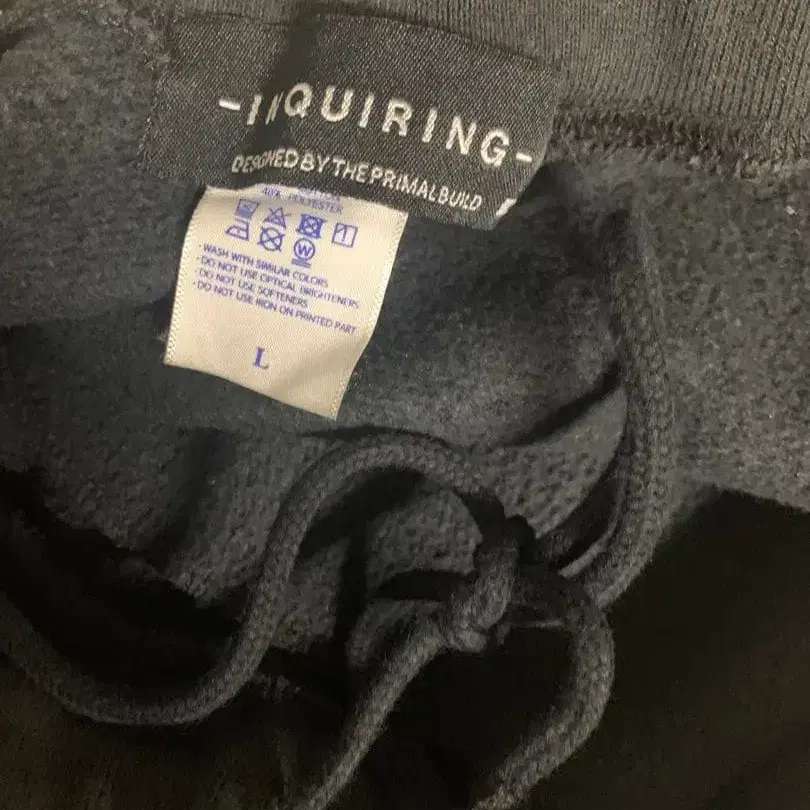 -INQUIRING-
DESIGNED BY THE PRIMALBUILD
40% POLYESTER
W
· WASH WITH SIMILAR COLORS
· DO NOT USE OPTICAL BRIGHTENERS
· DO NOT USE SOFTENERS
· DO NOT USE IRON ON PRINTED PART
L